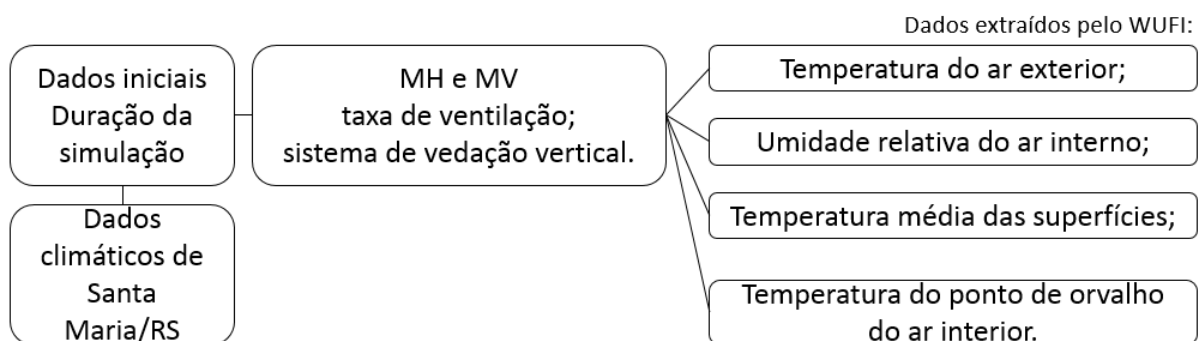 Dados extraídos pelo WUFI:
Dados iniciais
Duração da
simulação
MH e MV
taxa de ventilação;
sistema de vedação vertical.
Temperatura do ar exterior;
Umidade relativa do ar interno;
Temperatura média das superfícies;
Temperatura do ponto de orvalho
do ar interior.
Dados
climáticos de
Santa
Maria/RS